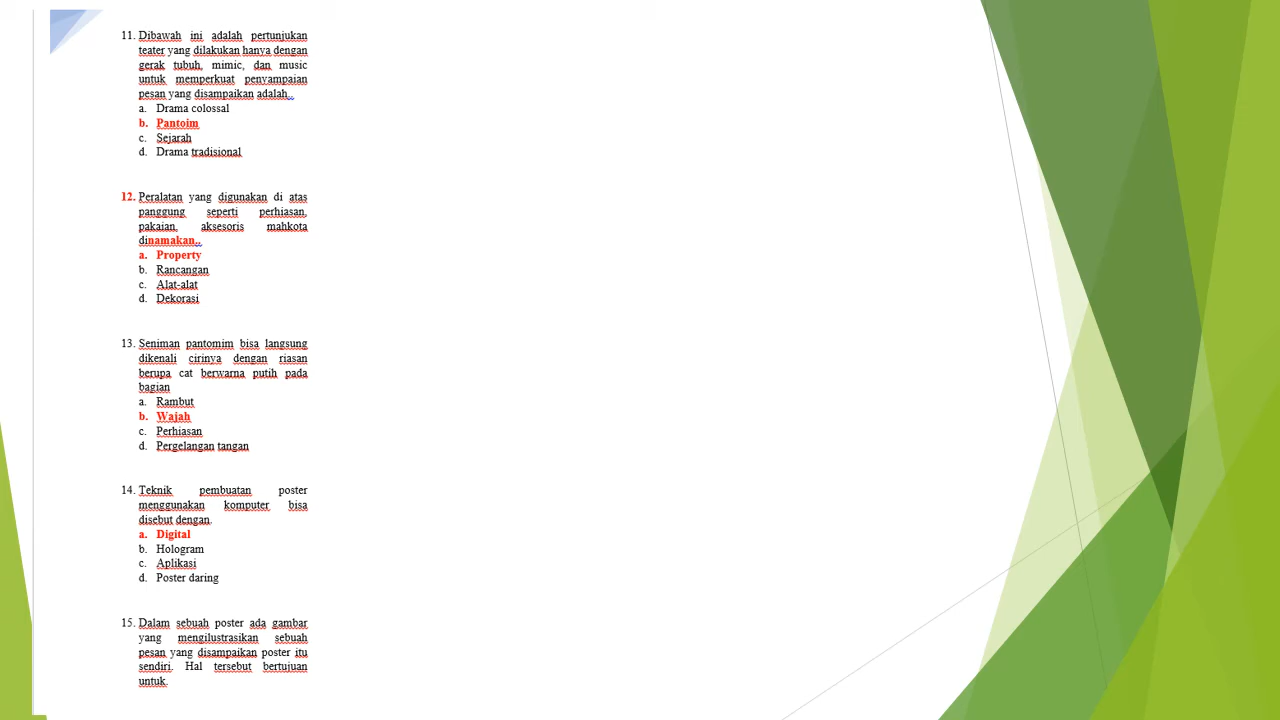 11. Dibawah ini adalah pertunjukan
teater yang dilakukan hanya dengan
gerak tubuh, mimic, dan music
untuk memperkuat penyampaian
pesan yang disampaikan adalah..
a. Drama colossal
b. Pantoim
c. Sejarah
d. Drama tradisional
12. Peralatan yang digunakan di atas
panggung seperti perhiasan,
pakaian, aksesoris mahkota
dinamakan..
a. Property
b. Rancangan
c. Alat-alat
d. Dekorasi
13. Seniman pantomim bisa langsung
dikenali cirinya dengan riasan
berupa cat berwarna putih pada
bagian
a. Rambut
b. Wajah
c. Perhiasan
d. Pergelangan tangan
14. Teknik pembuatan poster
menggunakan komputer bisa
disebut dengan.
a. Digital
b. Hologram
c. Aplikasi
d. Poster daring
15. Dalam sebuah poster ada gambar
yang mengilustrasikan sebuah
pesan yang disampaikan poster itu
sendiri. Hal tersebut bertujuan
untuk.